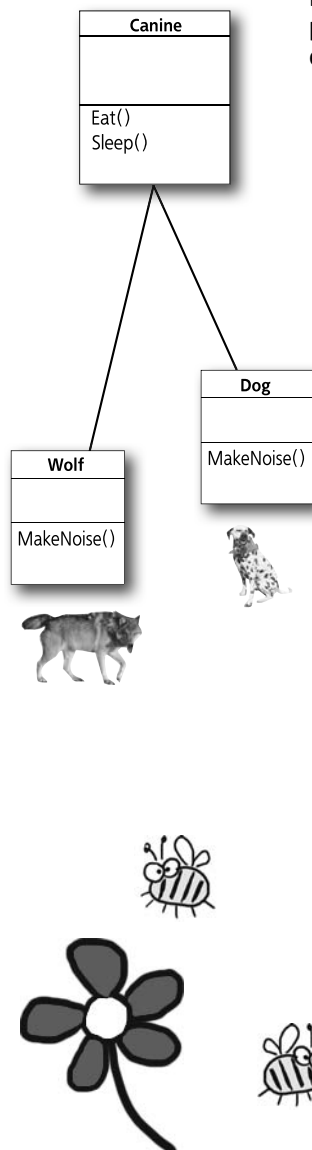 Canine
Eat()
Sleep()
Dog
MakeNoise()
Wolf
MakeNoise()